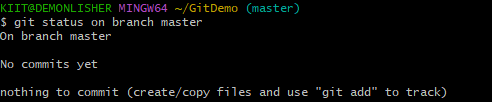 KIIT@DEMONLISHER MINGW64 ~/GitDemo (master)
$ git status on branch master
On branch master
No commits yet
nothing to commit (create/copy files and use "git add" to track)